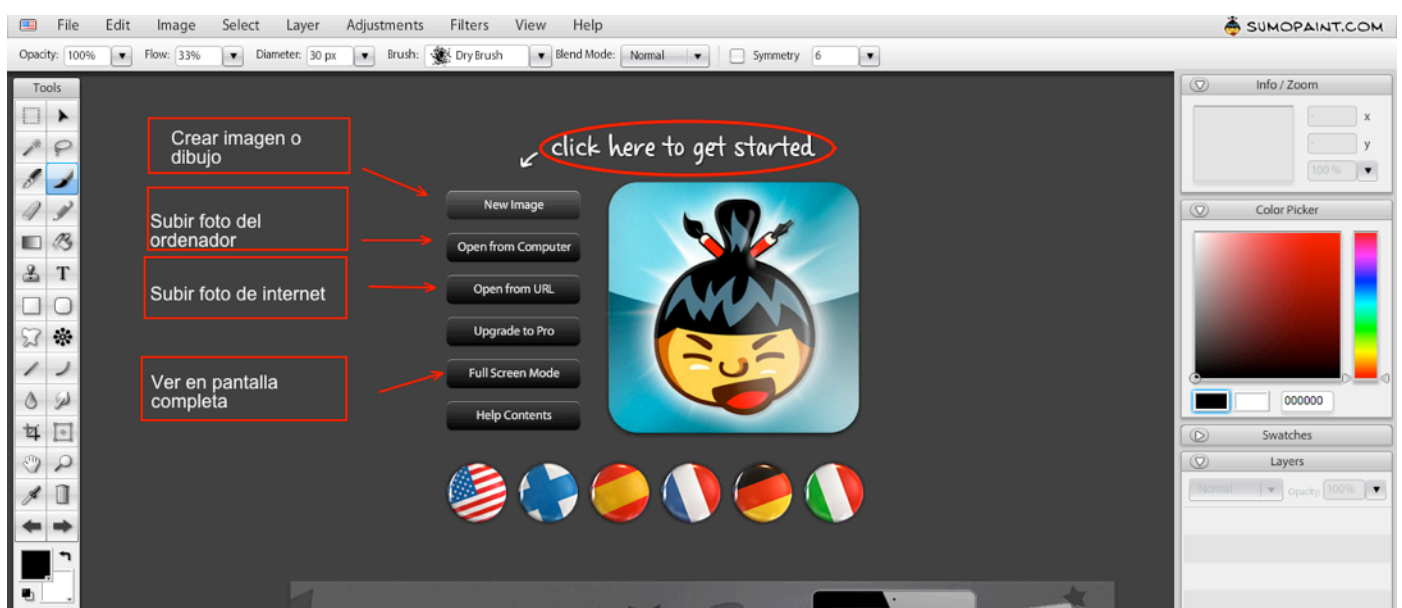 File Edit Image Select Layer Adjustments Filters View Help
SUMOPAINT.COM
Opacity: 100% Flow: 33% Diameter: 30 px Brush: Dry Brush Blend Mode: Normal Symmetry 6
Tools
T
Crear imagen o
dibujo
Subir foto del
ordenador
Subir foto de internet
Ver en pantalla
completa
click here to get started
New Image
Open from Computer
Open from URL
Upgrade to Pro
Full Screen Mode
Help Contents
Info / Zoom
x
y
100 %
Color Picker
000000
Swatches
Layers
Normal Opacity: 100%